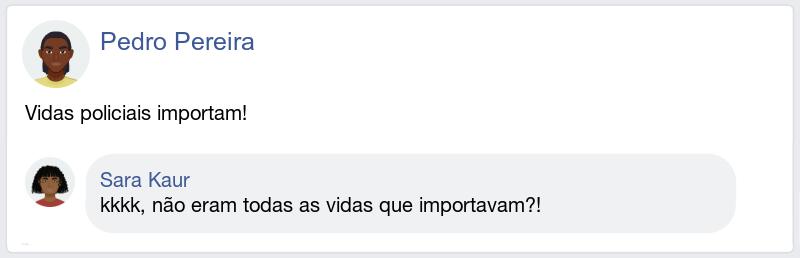 Pedro Pereira
Vidas policiais importam!
Sara Kaur
kkkk, não eram todas as vidas que importavam?!